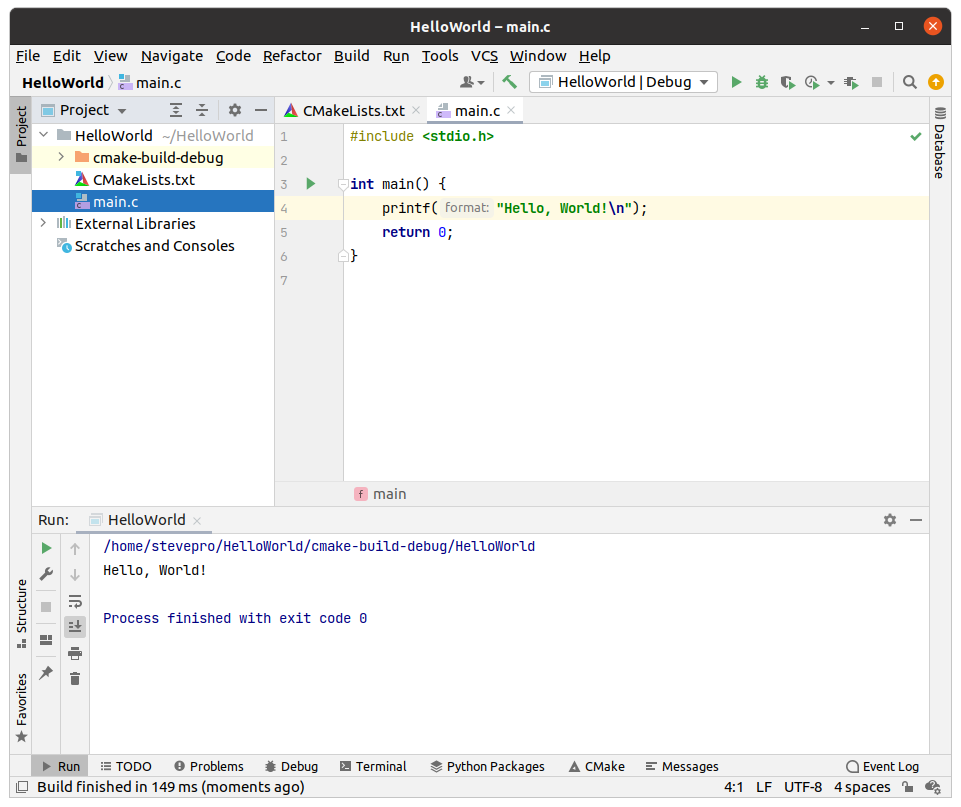 HelloWorld – main.c
File Edit View Navigate Code Refactor Build Run Tools VCS Window Help
HelloWorld main.c HelloWorld | Debug
Project
Project
CMakeLists.txt main.c
Database
HelloWorld ~/HelloWorld
cmake-build-debug
CMakeLists.txt
main.c
External Libraries
Scratches and Consoles
1 #include <stdio.h>
2
3 int main() {
4 printf( format: "Hello, World!\n");
5 return 0;
6 }
7
f main
Run: HelloWorld
/home/stevepro/HelloWorld/cmake-build-debug/HelloWorld
Hello, World!
Process finished with exit code 0
Structure
Favorites
Run TODO Problems Debug Terminal Python Packages CMake Messages Event Log
Build finished in 149 ms (moments ago) 4:1 LF UTF-8 4 spaces